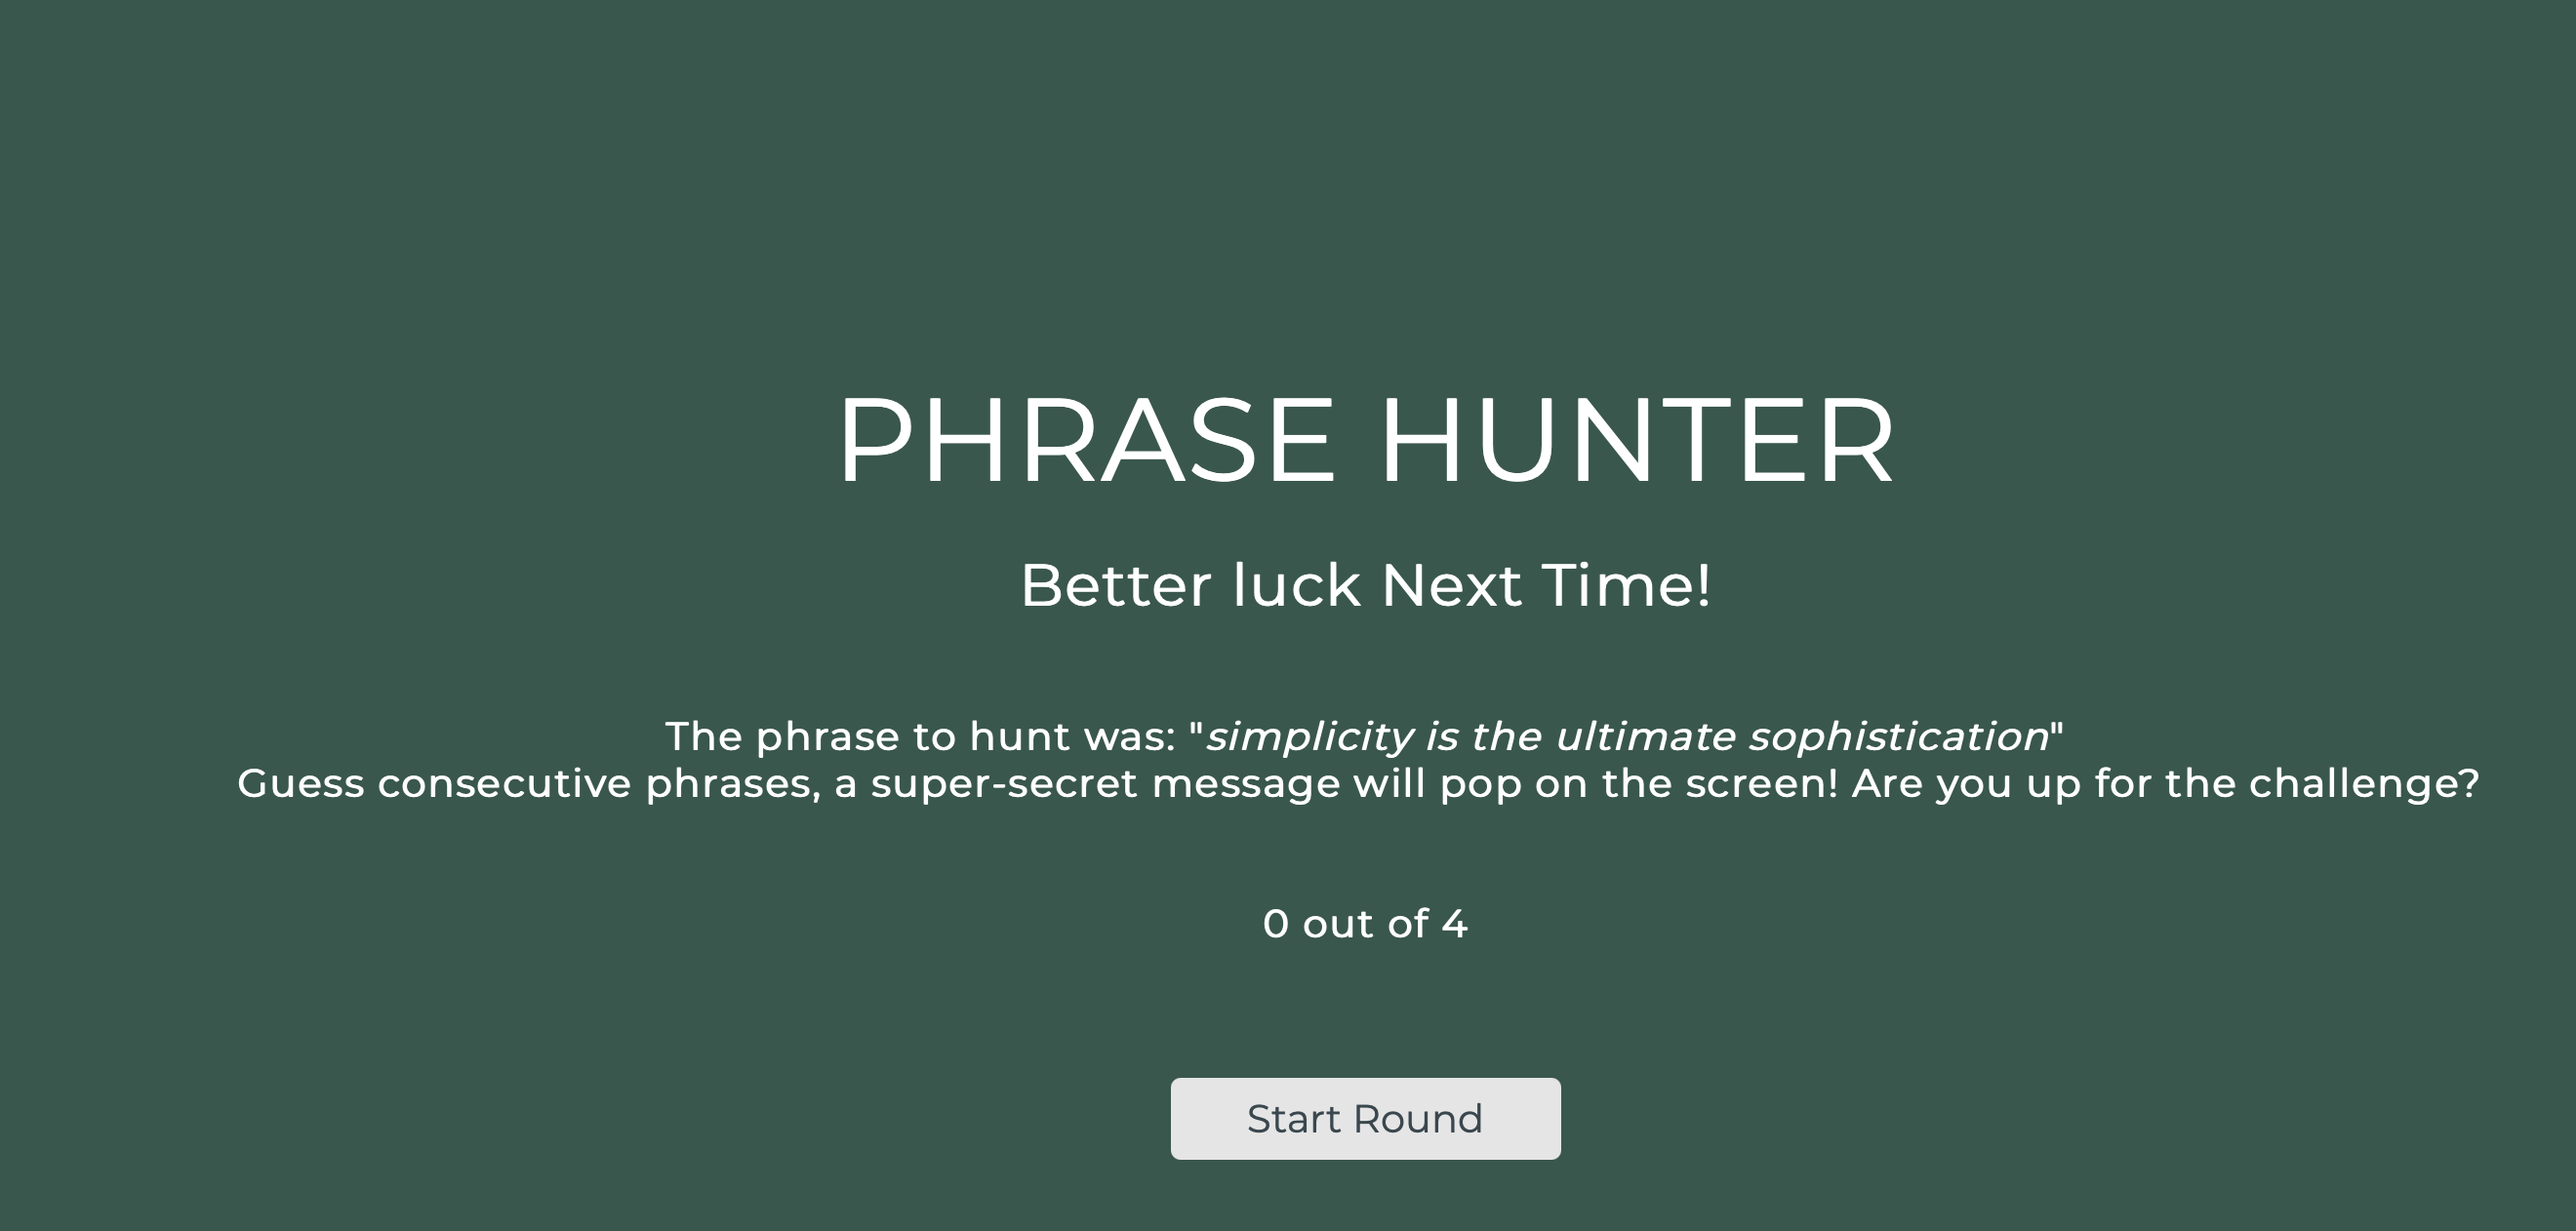 PHRASE HUNTER
Better luck Next Time!
The phrase to hunt was: "simplicity is the ultimate sophistication"
Guess consecutive phrases, a super-secret message will pop on the screen! Are you up for the challenge?
0 out of 4
Start Round